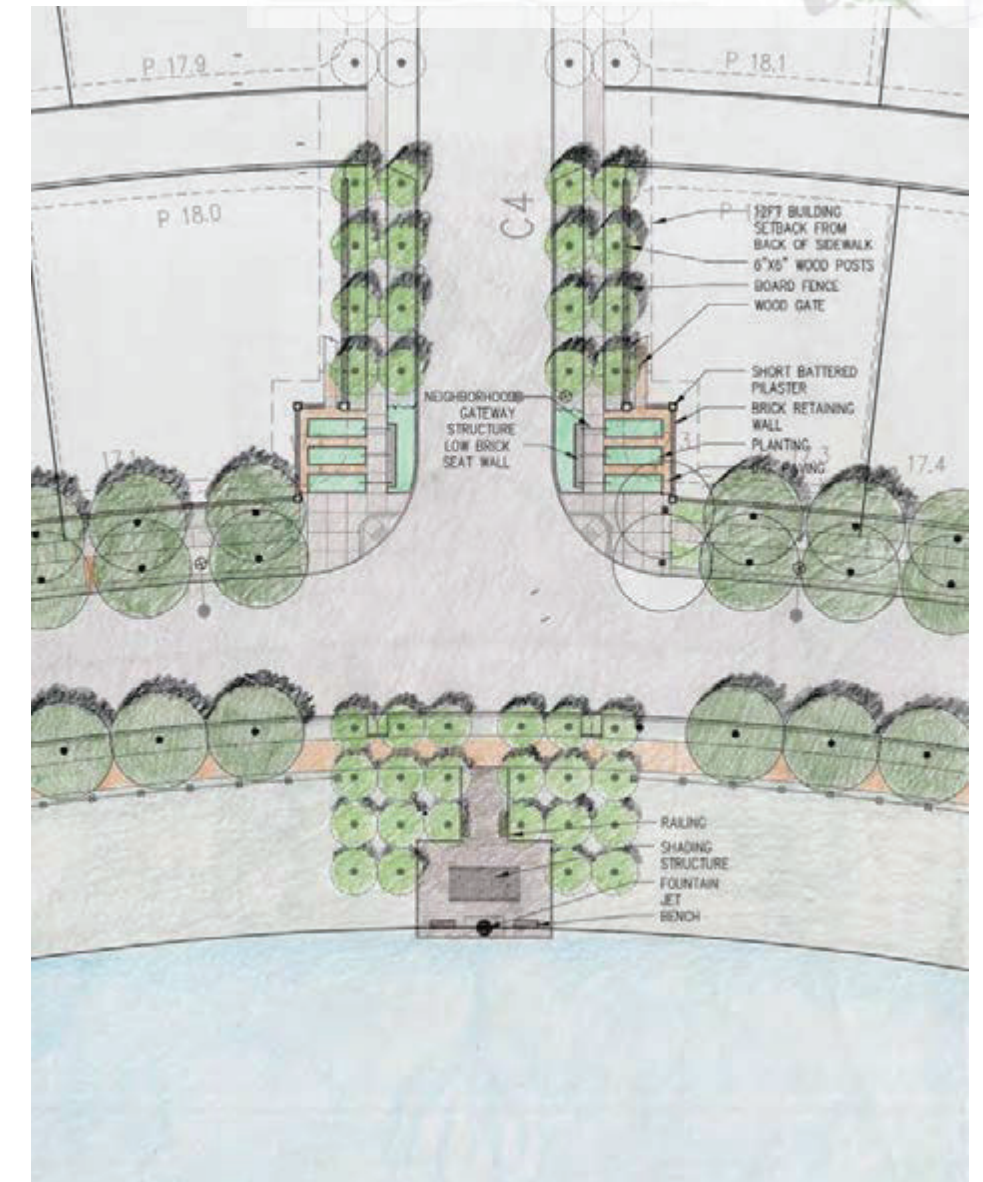 P 17.9
P 18.1
P 18.0
C4
P 1
12FT BUILDING
SETBACK FROM
BACK OF SIDEWALK
6"X6" WOOD POSTS
BOARD FENCE
WOOD GATE
SHORT BATTERED
PILASTER
BRICK RETAINING
WALL
PLANTING
PAVING
NEIGHBORHOOD
GATEWAY
STRUCTURE
LOW BRICK
SEAT WALL
17.4
RAILING
SHADING
STRUCTURE
FOUNTAIN
JET
BENCH